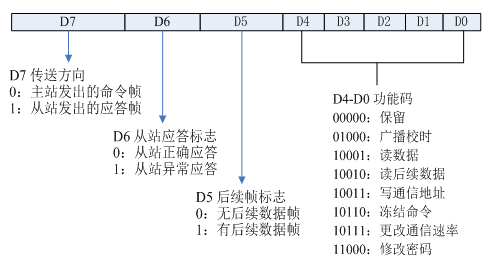 D7 D6 D5 D4 D3 D2 D1 D0
D7 传送方向
0：主站发出的命令帧
1：从站发出的应答帧
D6 从站应答标志
0：从站正确应答
1：从站异常应答
D5 后续帧标志
0：无后续数据帧
1：有后续数据帧
D4-D0 功能码
00000：保留
01000：广播校时
10001：读数据
10010：读后续数据
10011：写通信地址
10110：冻结命令
10111：更改通信速率
11000：修改密码